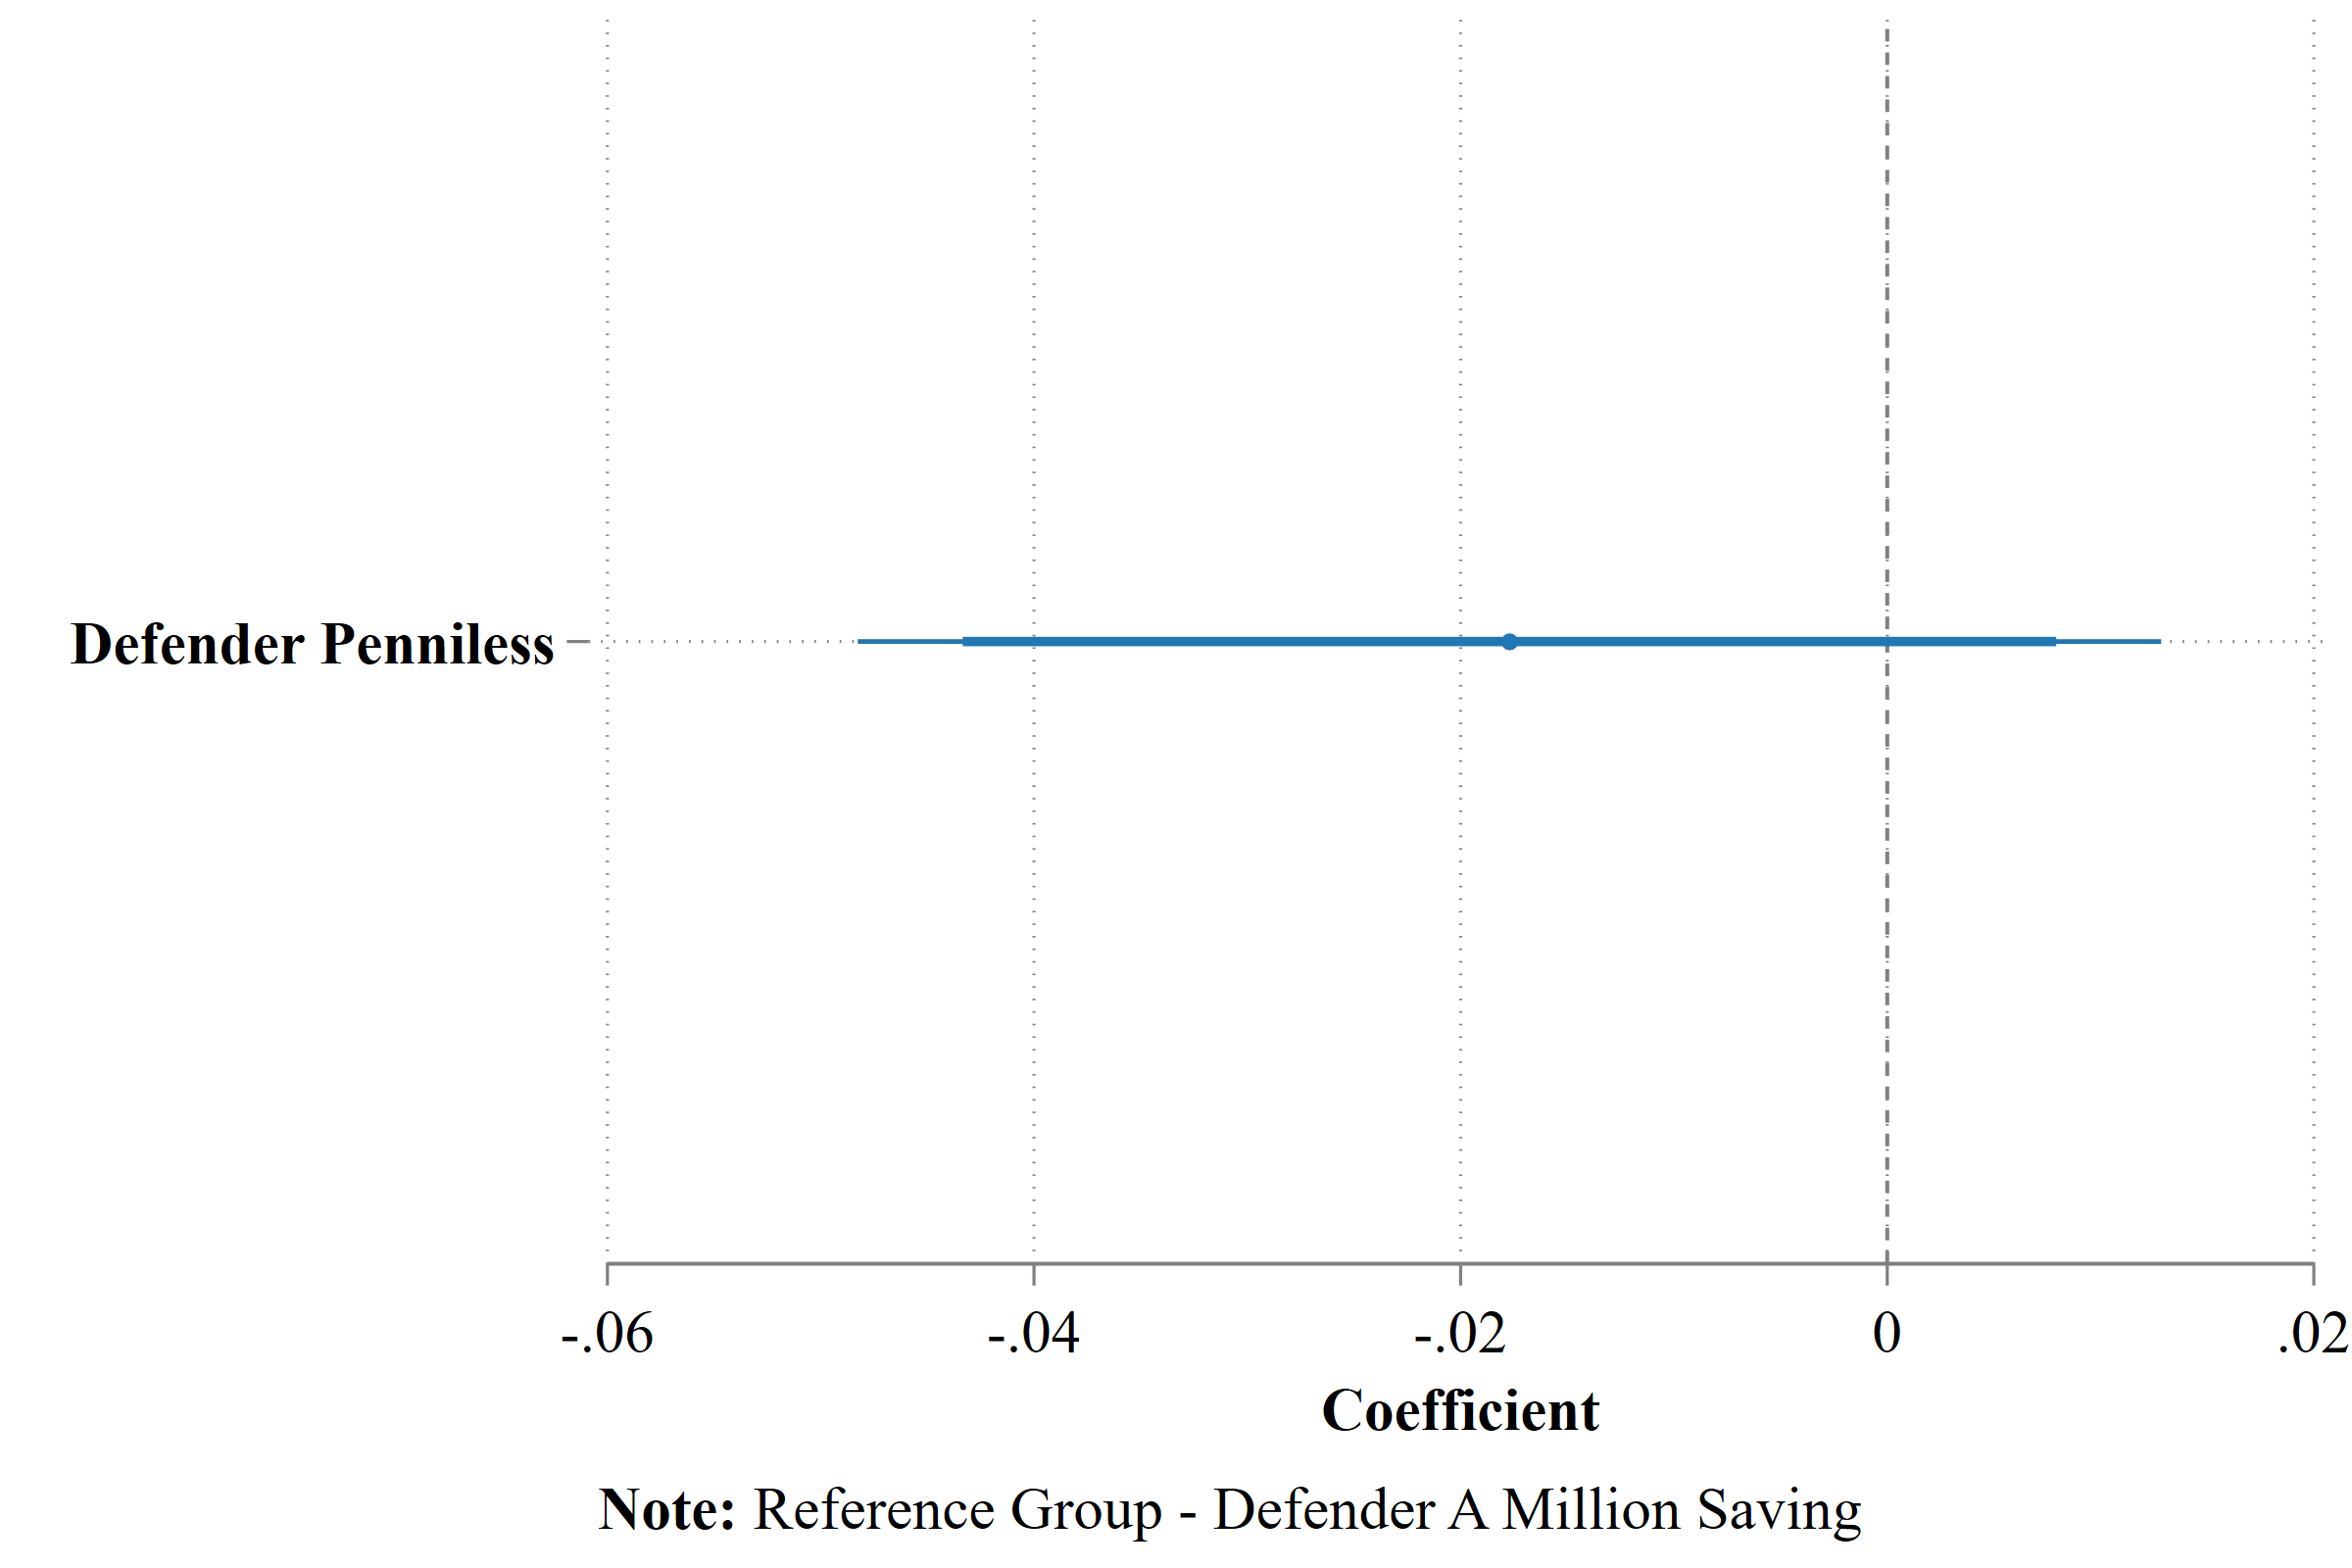 Defender Penniless
-.06 -.04 -.02 0 .02
Coefficient
Note: Reference Group - Defender A Million Saving